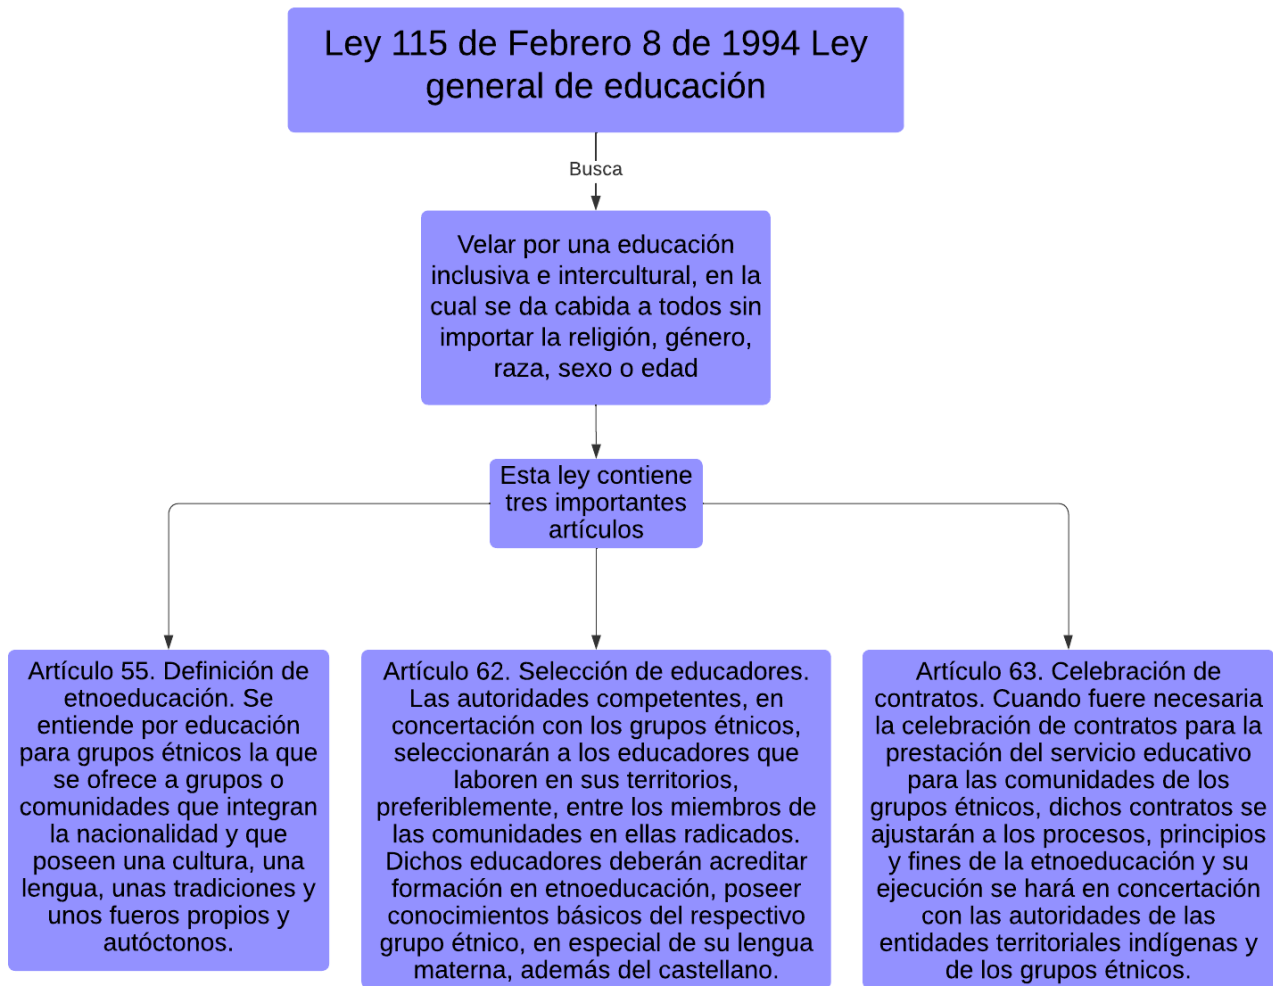 Ley 115 de Febrero 8 de 1994 Ley
general de educación
Busca
Velar por una educación
inclusiva e intercultural, en la
cual se da cabida a todos sin
importar la religión, género,
raza, sexo o edad
Esta ley contiene
tres importantes
artículos
Artículo 55. Definición de
etnoeducación. Se
entiende por educación
para grupos étnicos la que
se ofrece a grupos o
comunidades que integran
la nacionalidad y que
poseen una cultura, una
lengua, unas tradiciones y
unos fueros propios y
autóctonos.
Artículo 62. Selección de educadores.
Las autoridades competentes, en
concertación con los grupos étnicos,
seleccionarán a los educadores que
laboren en sus territorios,
preferiblemente, entre los miembros de
las comunidades en ellas radicados.
Dichos educadores deberán acreditar
formación en etnoeducación, poseer
conocimientos básicos del respectivo
grupo étnico, en especial de su lengua
materna, además del castellano.
Artículo 63. Celebración de
contratos. Cuando fuere necesaria
la celebración de contratos para la
prestación del servicio educativo
para las comunidades de los
grupos étnicos, dichos contratos se
ajustarán a los procesos, principios
y fines de la etnoeducación y su
ejecución se hará en concertación
con las autoridades de las
entidades territoriales indígenas y
de los grupos étnicos.